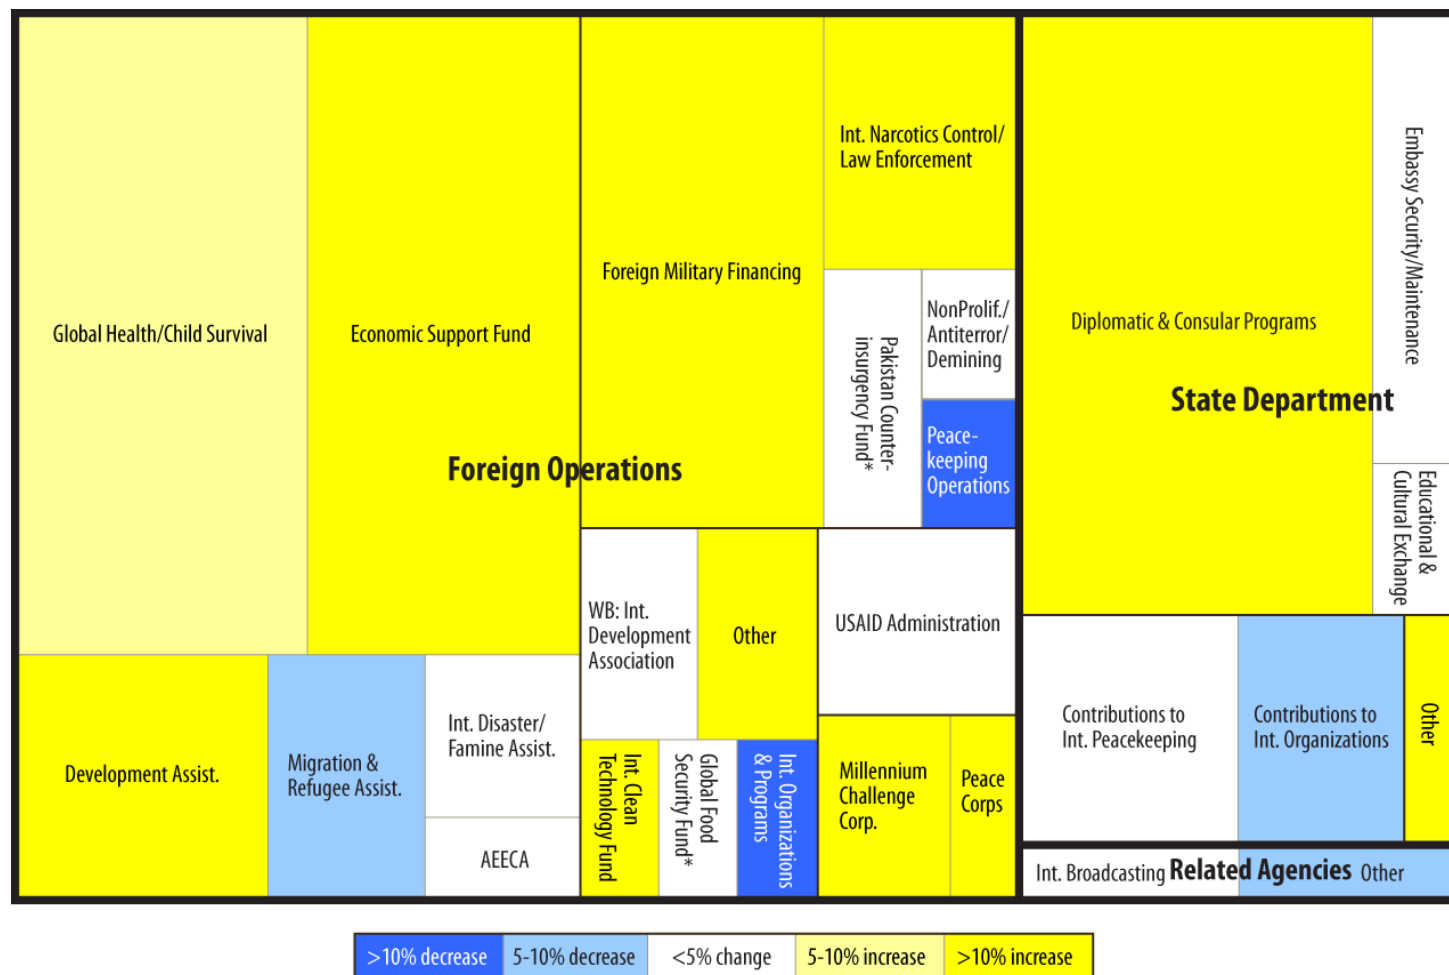 Global Health/Child Survival
Economic Support Fund
Foreign Military Financing
Int. Narcotics Control/
Law Enforcement
Pakistan Counter-
insurgency Fund*
NonProlif./
Antiterror/
Demining
Peace-
keeping
Operations
Foreign Operations
Development Assist.
Migration &
Refugee Assist.
Int. Disaster/
Famine Assist.
AEECA
WB: Int.
Development
Association
Other
USAID Administration
Int. Clean
Technology Fund
Global Food
Security Fund*
Int. Organizations
& Programs
Millennium
Challenge
Corp.
Peace
Corps
Diplomatic & Consular Programs
Embassy Security/Maintenance
State Department
Educational &
Cultural Exchange
Contributions to
Int. Peacekeeping
Contributions to
Int. Organizations
Other
Int. Broadcasting
Related Agencies
Other
>10% decrease
5-10% decrease
<5% change
5-10% increase
>10% increase